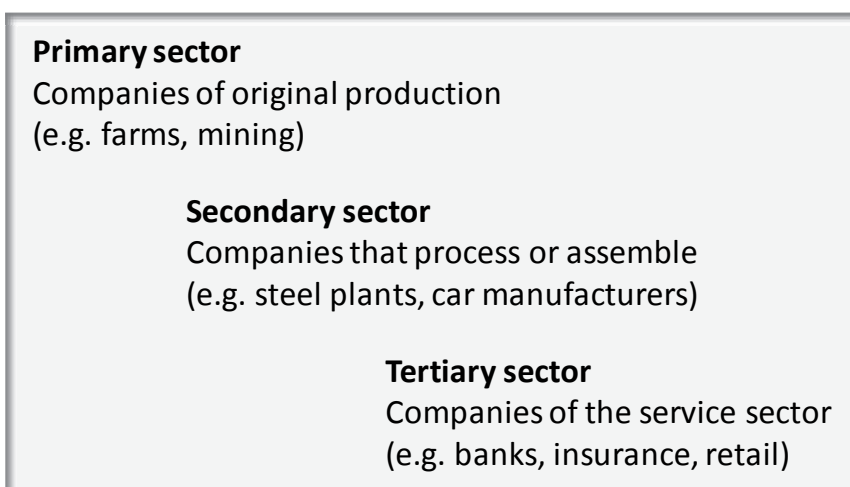 Primary sector
Companies of original production
(e.g. farms, mining)
Secondary sector
Companies that process or assemble
(e.g. steel plants, car manufacturers)
Tertiary sector
Companies of the service sector
(e.g. banks, insurance, retail)